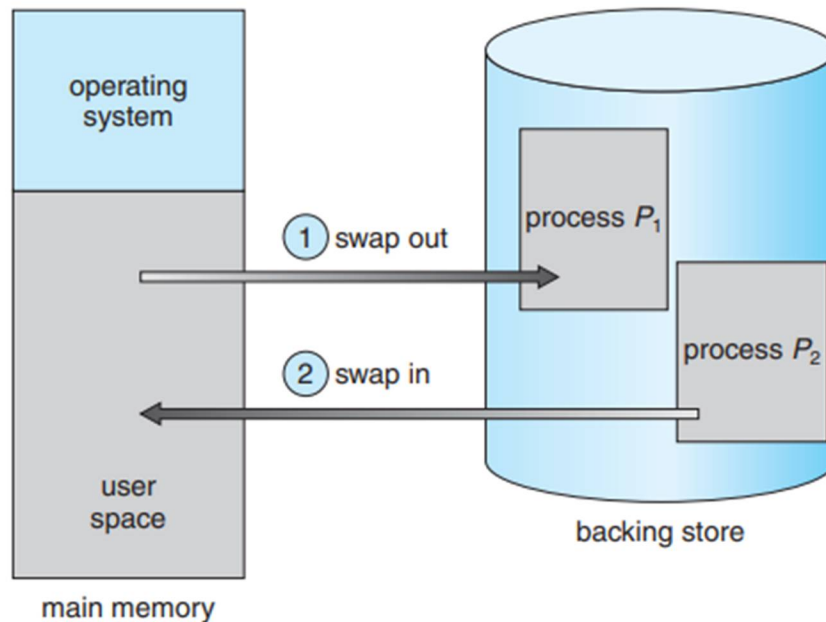 operating
system
1 swap out
process P1
2 swap in
process P2
user
space
backing store
main memory